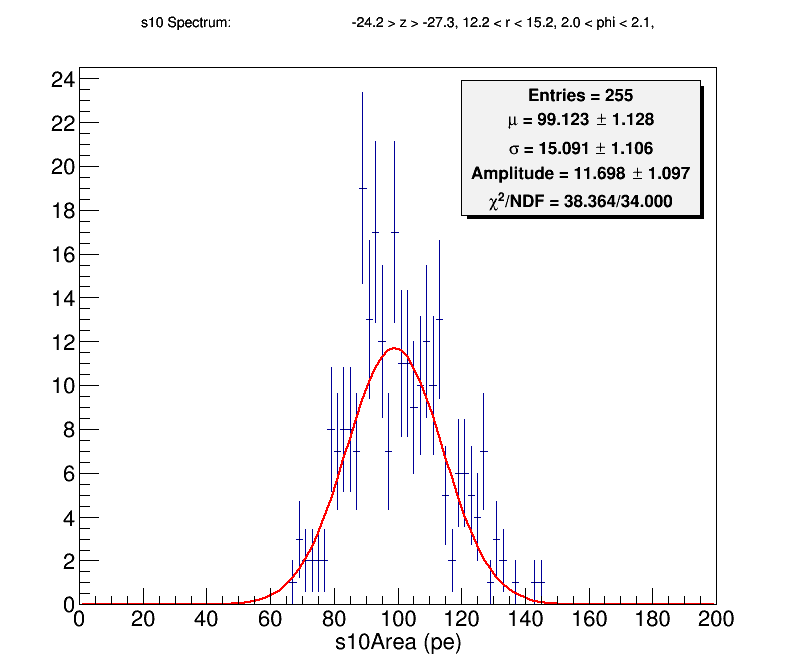 s10 Spectrum: -24.2 > z > -27.3, 12.2 < r < 15.2, 2.0 < phi < 2.1,
Entries = 255
μ = 99.123 ± 1.128
σ = 15.091 ± 1.106
Amplitude = 11.698 ± 1.097
χ²/NDF = 38.364/34.000
24
22
20
18
16
14
12
10
8
6
4
2
0
0 20 40 60 80 100 120 140 160 180 200
s10Area (pe)